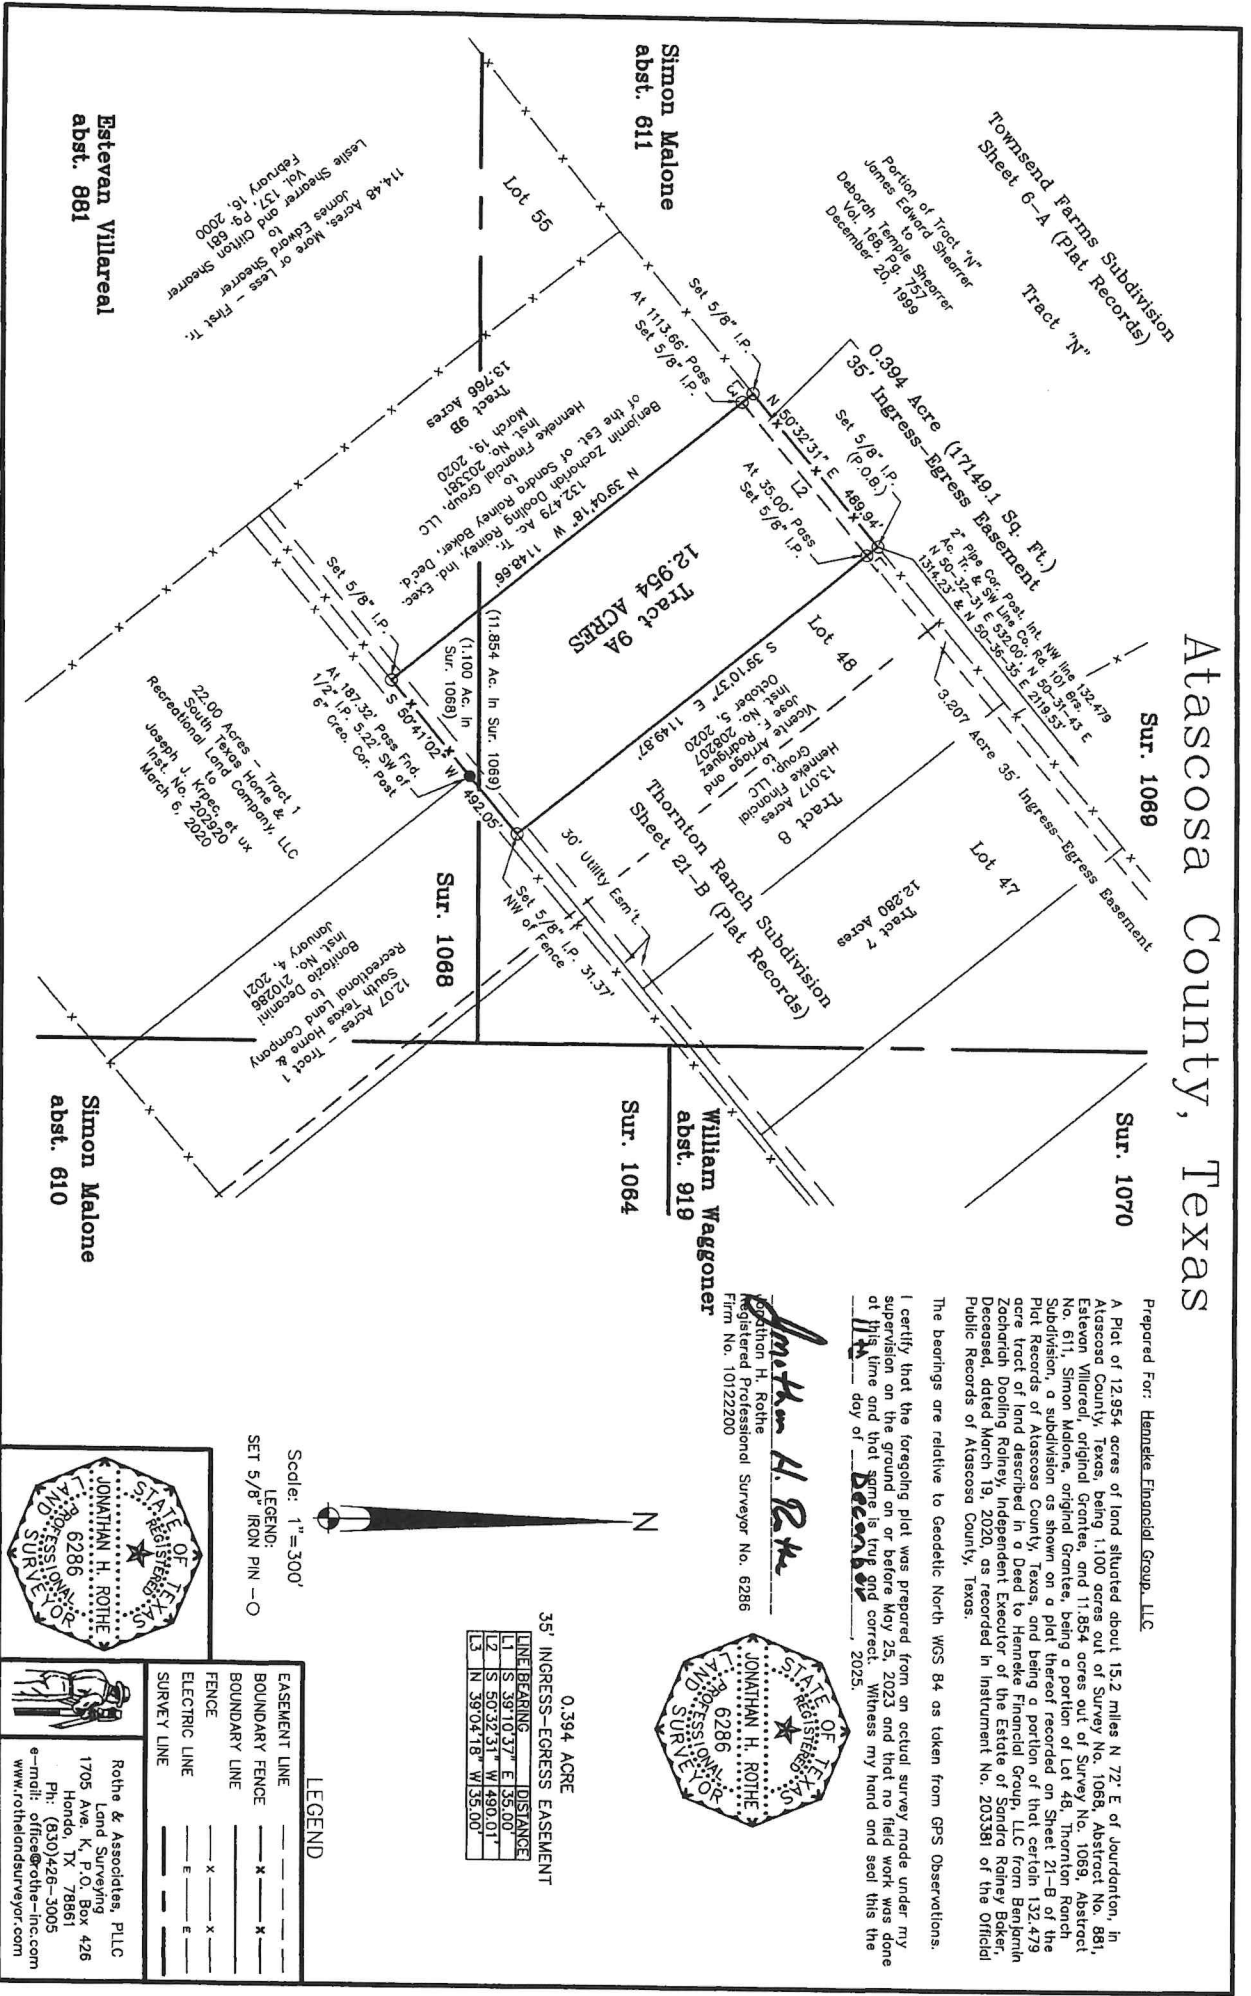 Atascosa County, Texas
Townsend Farms Subdivision
Sheet 6-A (Plat Records)
Tract "N"
Portion of Tract "N"
James Edward Shearrer
to
Deborah Temple Shearrer
Vol. 168, Pg. 757
December 20, 1999
Simon Malone
abst. 611
Lot 55
Estevan Villareal
abst. 881
114.48 Acres, More or Less - First Tr.
James Edward Shearrer
to
Leslie Shearrer and Clifton Shearrer
Vol. 137, Pg. 681
February 16, 2000
0.394 Acre (17149.1 Sq. Ft.)
35' Ingress-Egress Easement
Set 5/8" I.P.
At 1113.66' Pass
Set 5/8" I.P.
L3
N 50°32'31" E 489.94'
L2
Set 5/8" I.P.
(P.O.B.)
L1
At 35.00' Pass
Set 5/8" I.P.
2" Pipe Cor. Post, Int. NW line 132.479
Ac. Tr. & SW Line Co. Rd. 101 Brs.
N 50-32-31 E 532.00', N 50-31-43 E
1314.23' & N 50-36-35 E 2119.53'
3.207 Acre 35' Ingress-Egress Easement
Sur. 1069
Sur. 1070
Lot 47
Tract 7
12.280 Acres
Lot 48
Tract 8
13.017 Acres
Henneke Financial
Group, LLC
to
Vicente Arriaga and
Jose F. Rodriguez
Inst. No. 208207
October 5, 2020
S 39°10'37" E 1149.87'
Thornton Ranch Subdivision
Sheet 21-B (Plat Records)
Tract 9A
12.954 ACRES
N 39°04'18" W 1148.66'
Tract 9B
13.766 Acres
132.479 Ac. Tr.
Benjamin Zachariah Dooling Rainey, Ind. Exec.
of the Est. of Sandra Rainey Baker, Dec'd.
to
Henneke Financial Group, LLC
Inst. No. 203381
March 19, 2020
(11.854 Ac. In Sur. 1069)
(1.100 Ac. In
Sur. 1068)
Set 5/8" I.P.
S 50°41'02" W 492.05'
At 187.32' Pass Fnd.
1/2" I.P. 5.22' SW of
6" Creo. Cor. Post
30' Utility Esm't.
Set 5/8" I.P. 31.37'
NW of Fence
22.00 Acres - Tract 1
South Texas Home &
Recreational Land Company, LLC
to
Joseph J. Krpec, et ux
Inst. No. 202920
March 6, 2020
12.07 Acres - Tract 1
South Texas Home &
Recreational Land Company
to
Bonifazio Decanini
Inst. No. 210286
January 4, 2021
Sur. 1068
Sur. 1064
William Waggoner
abst. 919
Simon Malone
abst. 610
Prepared For: Henneke Financial Group, LLC
A Plat of 12.954 acres of land situated about 15.2 miles N 72° E of Jourdanton, in
Atascosa County, Texas, being 1.100 acres out of Survey No. 1068, Abstract No. 881,
Estevan Villareal, original Grantee, and 11.854 acres out of Survey No. 1069, Abstract
No. 611, Simon Malone, original Grantee, being a portion of Lot 48, Thornton Ranch
Subdivision, a subdivision as shown on a plat thereof recorded on Sheet 21-B of the
Plat Records of Atascosa County, Texas, and being a portion of that certain 132.479
acre tract of land described in a Deed to Henneke Financial Group, LLC from Benjamin
Zachariah Dooling Rainey, Independent Executor of the Estate of Sandra Rainey Baker,
Deceased, dated March 19, 2020, as recorded in Instrument No. 203381 of the Official
Public Records of Atascosa County, Texas.
The bearings are relative to Geodetic North WGS 84 as taken from GPS Observations.
I certify that the foregoing plat was prepared from an actual survey made under my
supervision on the ground on or before May 25, 2023 and that no field work was done
at this time and that same is true and correct. Witness my hand and seal this the
11th day of December, 2025.
Jonathan H. Rothe
Jonathan H. Rothe
Registered Professional Surveyor No. 6286
Firm No. 10122200
STATE OF TEXAS
REGISTERED
JONATHAN H. ROTHE
6286
PROFESSIONAL
LAND SURVEYOR
N
Scale: 1"=300'
LEGEND:
SET 5/8" IRON PIN -O
0.394 ACRE
35' INGRESS-EGRESS EASEMENT
LINE BEARING DISTANCE
L1 S 39°10'37" E 35.00'
L2 S 50°32'31" W 490.01'
L3 N 39°04'18" W 35.00'
STATE OF TEXAS
REGISTERED
JONATHAN H. ROTHE
6286
PROFESSIONAL
LAND SURVEYOR
LEGEND
EASEMENT LINE
BOUNDARY FENCE x x
BOUNDARY LINE
FENCE x x
ELECTRIC LINE E E
SURVEY LINE
Rothe & Associates, PLLC
Land Surveying
1705 Ave. K, P.O. Box 426
Hondo, TX 78861
Ph: (830)426-3005
e-mail: office@rothe-inc.com
www.rothelandsurveyor.com